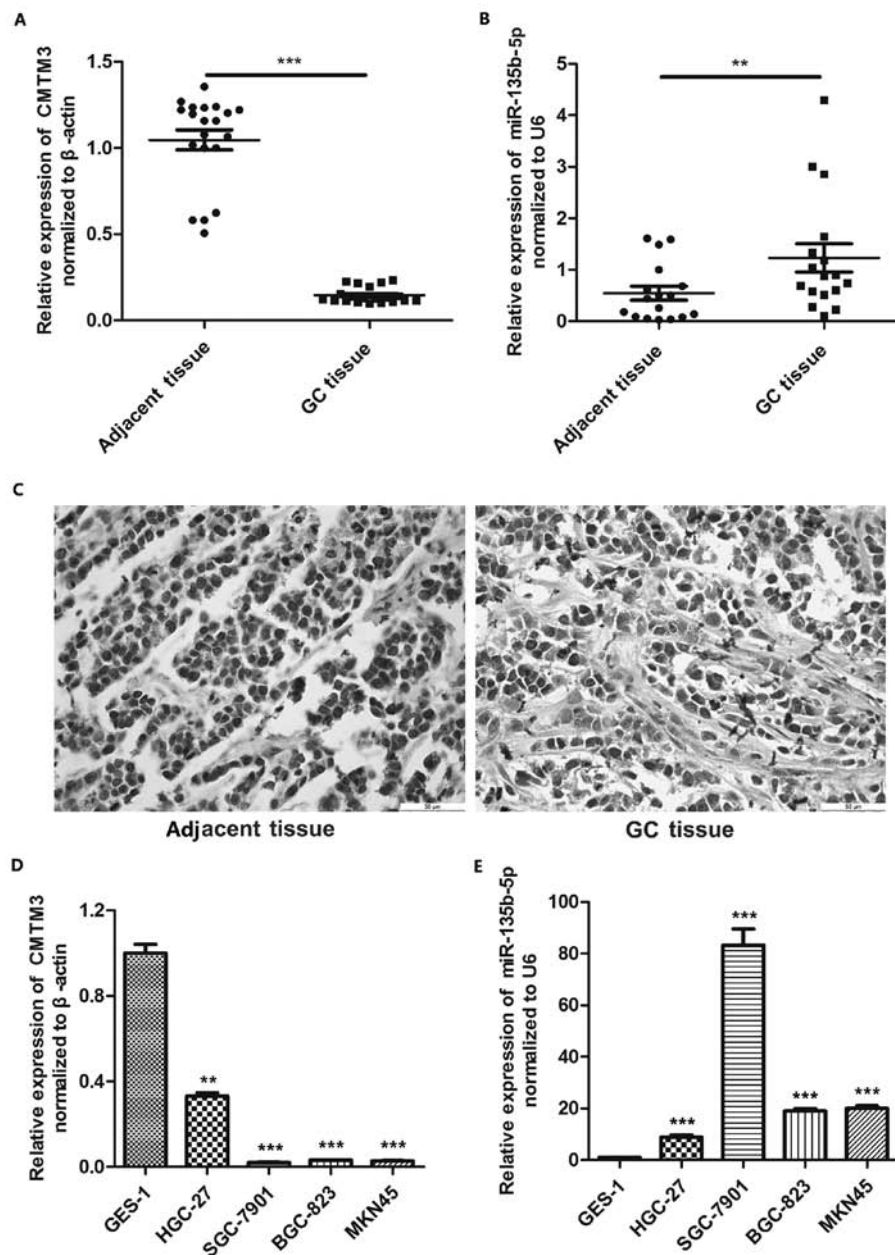 A
Relative expression of CMTM3
normalized to β -actin
1.5
1.0
0.5
0.0
***
Adjacent tissue
GC tissue
B
Relative expression of miR-135b-5p
normalized to U6
5
4
3
2
1
0
**
Adjacent tissue
GC tissue
C
50 μm
50 μm
Adjacent tissue
GC tissue
D
Relative expression of CMTM3
normalized to β -actin
1.2
0.8
0.4
0.0
**
***
***
***
GES-1
HGC-27
SGC-7901
BGC-823
MKN45
E
Relative expression of miR-135b-5p
normalized to U6
100
80
60
40
20
0
***
***
***
***
GES-1
HGC-27
SGC-7901
BGC-823
MKN45